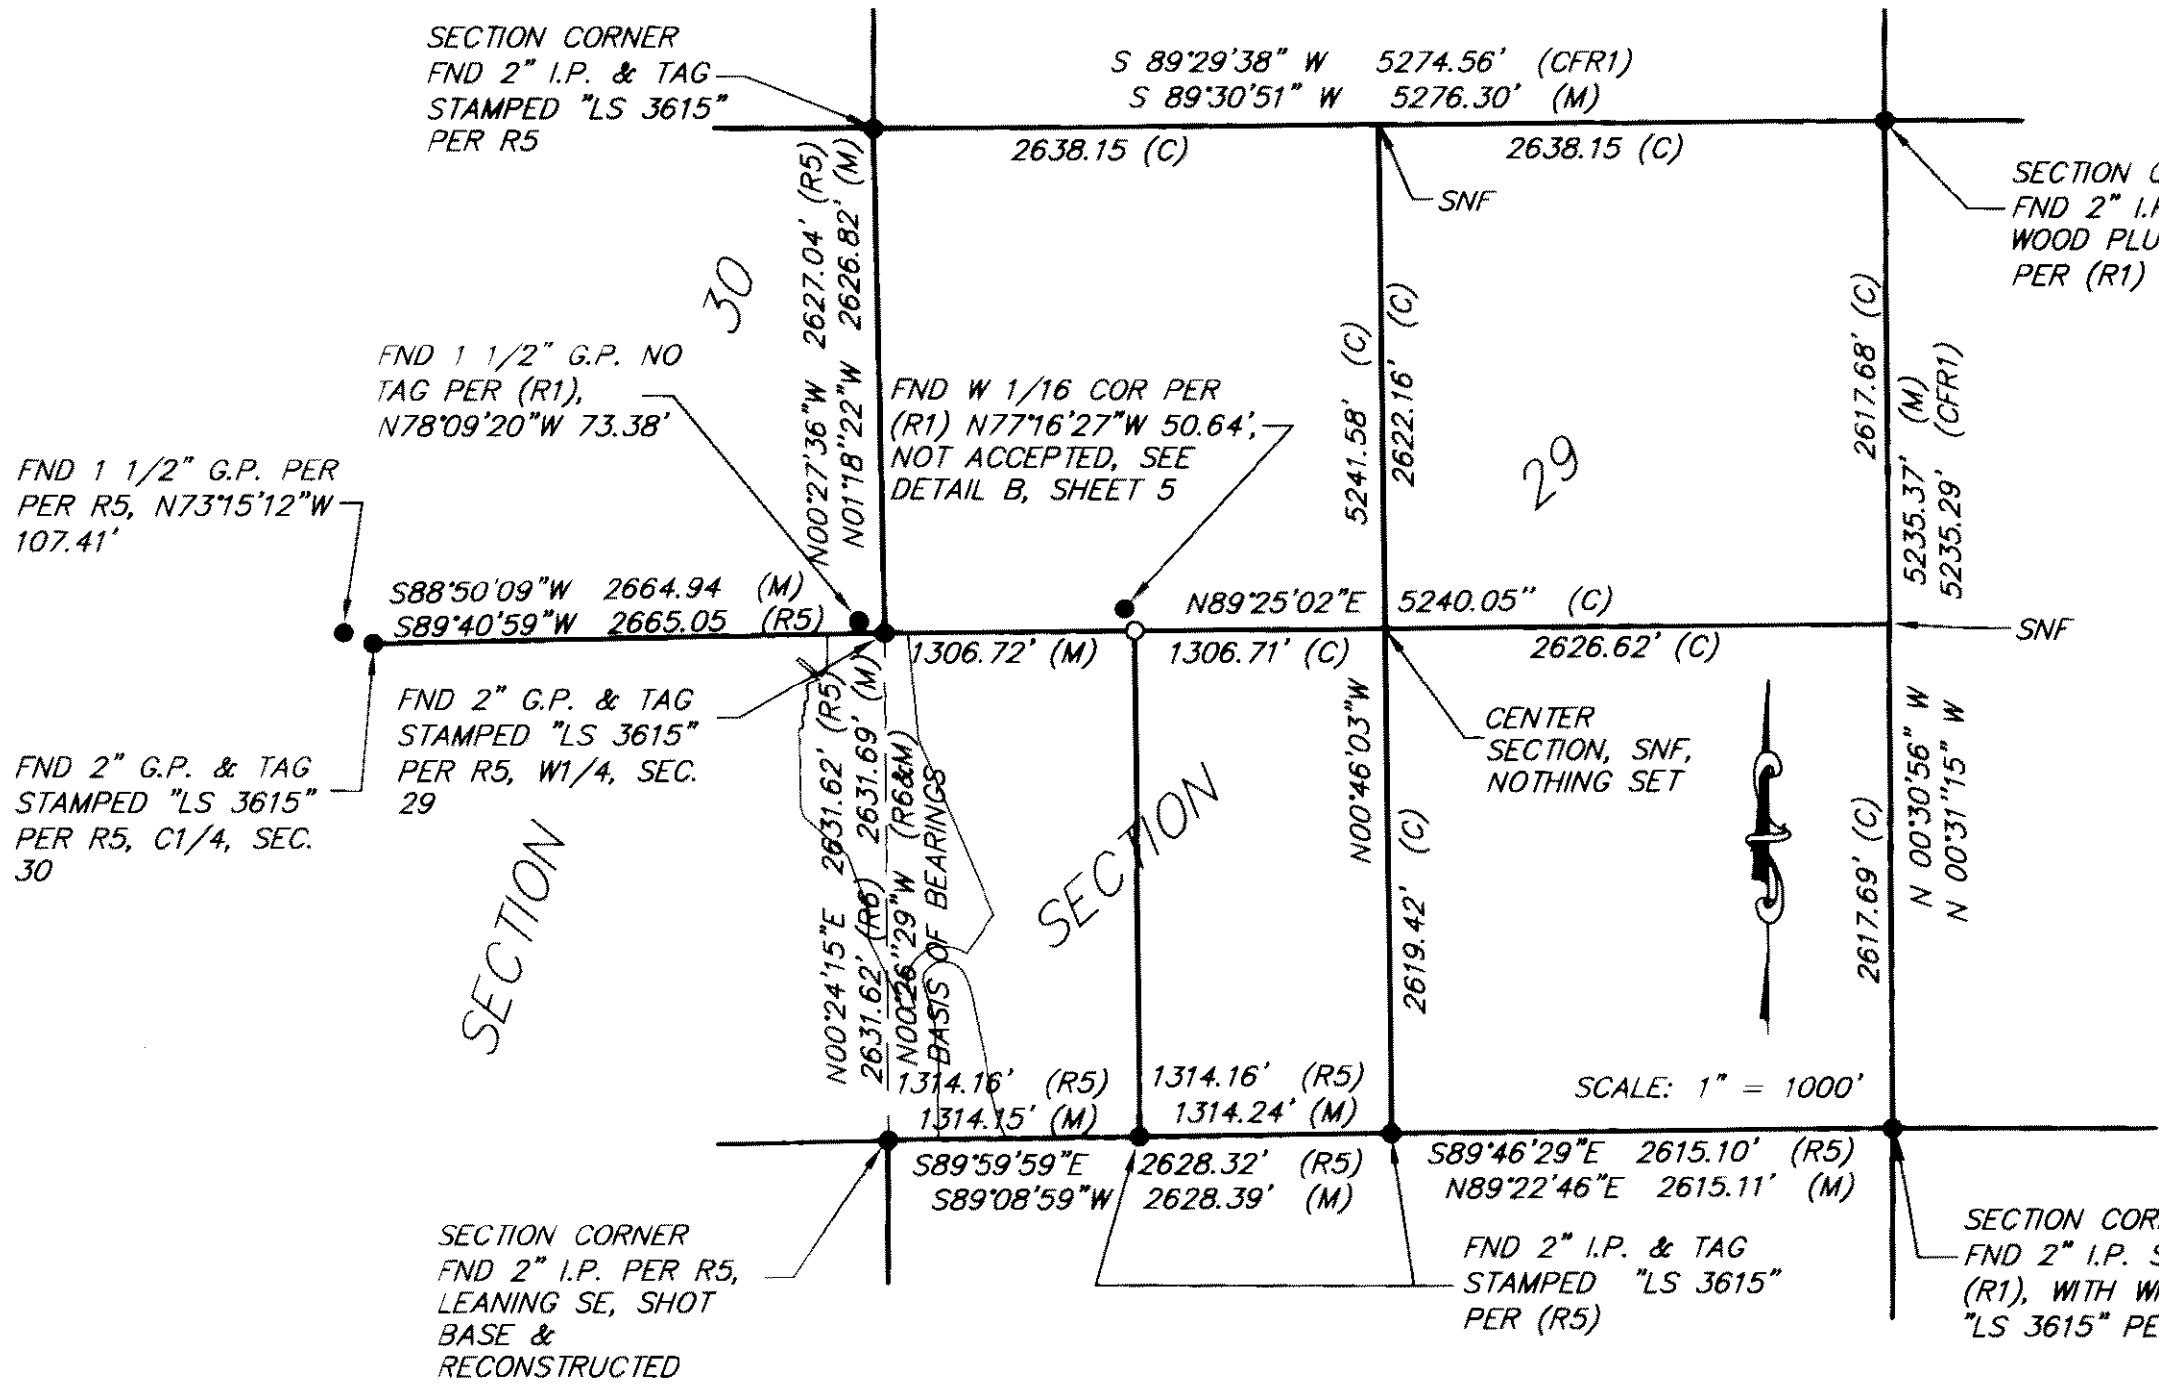 SECTION CORNER
FND 2" I.P. & TAG
STAMPED "LS 3615"
PER R5
S 89°29'38" W 5274.56' (CFR1)
S 89°30'51" W 5276.30' (M)
2638.15 (C)
2638.15 (C)
SNF
SECTION
FND 2"
WOOD
PER (R1)
30
N00°27'36"W 2627.04' (R5)
N01°18"22"W 2626.82' (M)
FND 1 1/2" G.P. NO
TAG PER (R1),
N78°09'20"W 73.38'
FND W 1/16 COR PER
(R1) N77°16'27"W 50.64',
NOT ACCEPTED, SEE
DETAIL B, SHEET 5
5241.58' (C)
2622.16' (C)
29
2617.68' (C)
5235.37' (M)
5235.29' (CFR1)
FND 1 1/2" G.P. PER
PER R5, N73°15'12"W
107.41'
S88°50'09"W 2664.94 (M)
S89°40'59"W 2665.05 (R5)
N89°25'02"E 5240.05" (C)
1306.72' (M)
1306.71' (C)
2626.62' (C)
SNF
FND 2" G.P. & TAG
STAMPED "LS 3615"
PER R5, W1/4, SEC.
29
FND 2" G.P. & TAG
STAMPED "LS 3615"
PER R5, C1/4, SEC.
30
SECTION
N00°24'15"E 2631.62' (R5)
2631.62' (R6) 2631.69' (M)
N00°26"29"W (R6&M)
BASIS OF BEARINGS
SECTION
N00°46'03"W
2619.42' (C)
CENTER
SECTION, SNF,
NOTHING SET
2617.69' (C)
N 00°30'56" W
N 00°31"15" W
1314.16' (R5)
1314.15' (M)
1314.16' (R5)
1314.24' (M)
SCALE: 1" = 1000'
S89°59'59"E 2628.32' (R5)
S89°08'59"W 2628.39' (M)
S89°46'29"E 2615.10' (R5)
N89°22'46"E 2615.11' (M)
SECTION CORNER
FND 2" I.P. PER R5,
LEANING SE, SHOT
BASE &
RECONSTRUCTED
FND 2" I.P. & TAG
STAMPED "LS 3615"
PER (R5)
SECTION
FND 2" I.P.
(R1), WITH
"LS 3615"